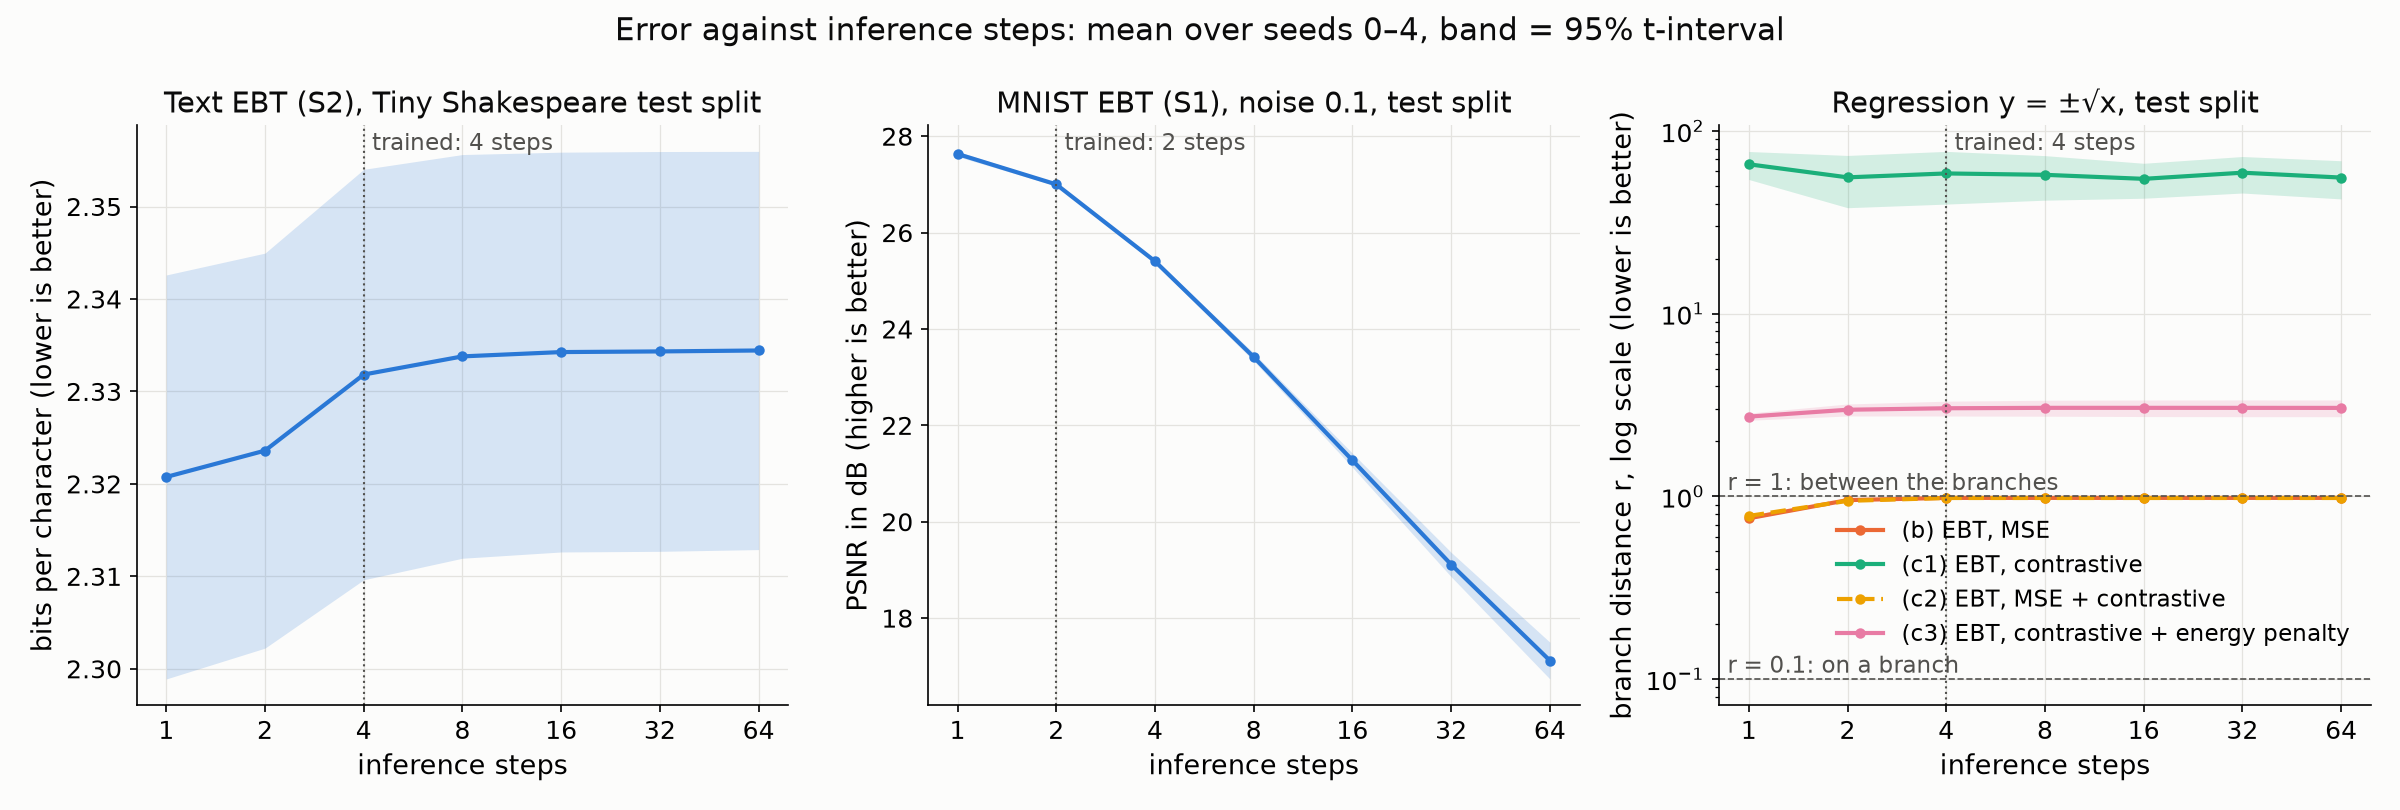 Error against inference steps: mean over seeds 0–4, band = 95% t-interval
Text EBT (S2), Tiny Shakespeare test split
bits per character (lower is better)
2.35
2.34
2.33
2.32
2.31
2.30
trained: 4 steps
1 2 4 8 16 32 64
inference steps
MNIST EBT (S1), noise 0.1, test split
PSNR in dB (higher is better)
28
26
24
22
20
18
trained: 2 steps
1 2 4 8 16 32 64
inference steps
Regression y = ±√x, test split
branch distance r, log scale (lower is better)
10²
10¹
10⁰
10⁻¹
trained: 4 steps
r = 1: between the branches
(b) EBT, MSE
(c1) EBT, contrastive
(c2) EBT, MSE + contrastive
(c3) EBT, contrastive + energy penalty
r = 0.1: on a branch
1 2 4 8 16 32 64
inference steps